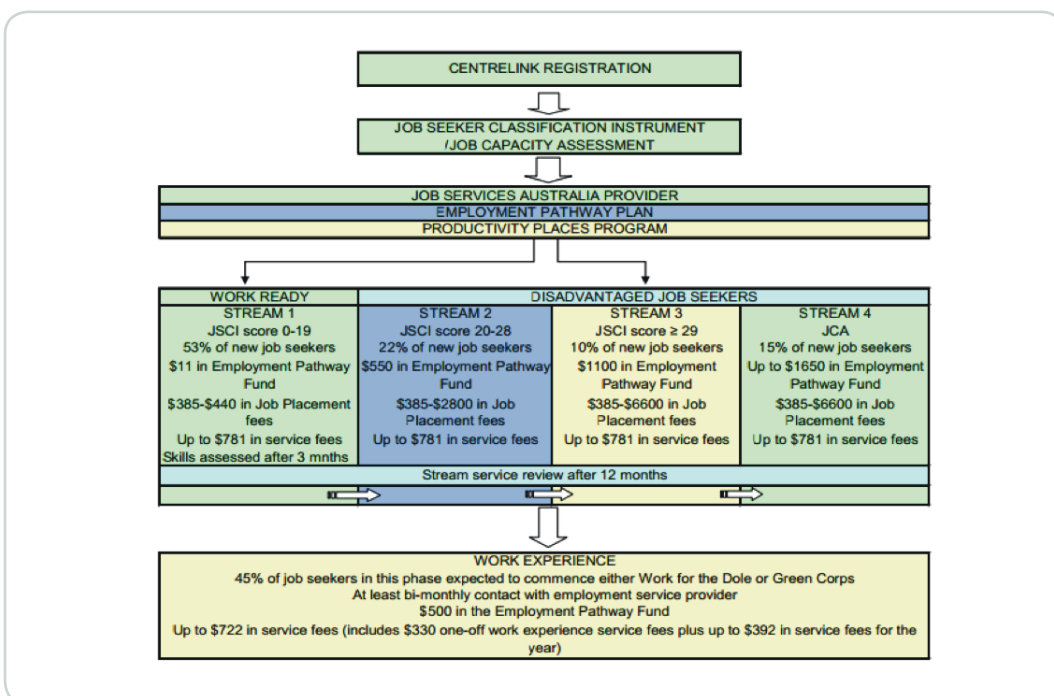 CENTRELINK REGISTRATION
JOB SEEKER CLASSIFICATION INSTRUMENT
/JOB CAPACITY ASSESSMENT
JOB SERVICES AUSTRALIA PROVIDER
EMPLOYMENT PATHWAY PLAN
PRODUCTIVITY PLACES PROGRAM
WORK READY
DISADVANTAGED JOB SEEKERS
STREAM 1
JSCI score 0-19
53% of new job seekers
$11 in Employment Pathway
Fund
$385-$440 in Job Placement
fees
Up to $781 in service fees
Skills assessed after 3 mnths
STREAM 2
JSCI score 20-28
22% of new job seekers
$550 in Employment Pathway
Fund
$385-$2800 in Job
Placement fees
Up to $781 in service fees
STREAM 3
JSCI score ≥ 29
10% of new job seekers
$1100 in Employment
Pathway Fund
$385-$6600 in Job
Placement fees
Up to $781 in service fees
STREAM 4
JCA
15% of new job seekers
Up to $1650 in Employment
Pathway Fund
$385-$6600 in Job
Placement fees
Up to $781 in service fees
Stream service review after 12 months
WORK EXPERIENCE
45% of job seekers in this phase expected to commence either Work for the Dole or Green Corps
At least bi-monthly contact with employment service provider
$500 in the Employment Pathway Fund
Up to $722 in service fees (includes $330 one-off work experience service fees plus up to $392 in service fees for the
year)